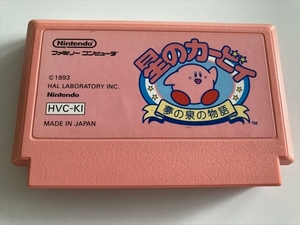 Nintendo
ファミリー コンピュータ
©1993
HAL LABORATORY INC.
Nintendo
HVC-KI
MADE IN JAPAN
星のカービィ
夢の泉の物語
TM